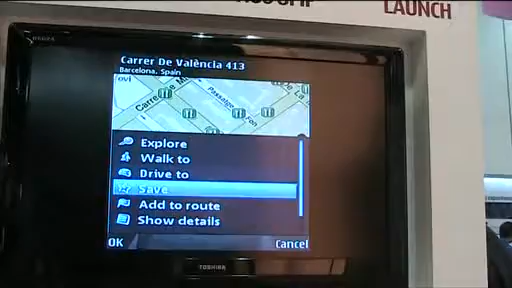 LAUNCH
Carrer De València 413
Barcelona, Spain
ovi
Explore
Walk to
Drive to
Save
Add to route
Show details
OK
Cancel
TOSHIBA